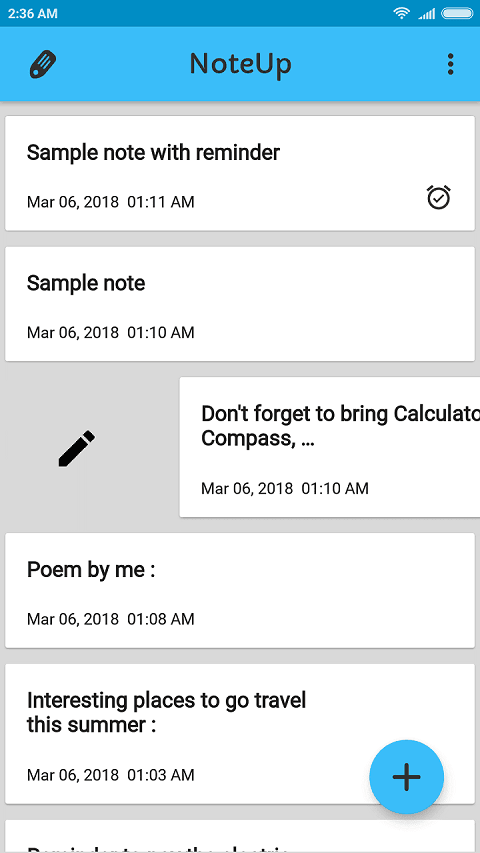 2:36 AM
NoteUp
Sample note with reminder
Mar 06, 2018 01:11 AM
Sample note
Mar 06, 2018 01:10 AM
Don't forget to bring Calculato
Compass, ...
Mar 06, 2018 01:10 AM
Poem by me :
Mar 06, 2018 01:08 AM
Interesting places to go travel
this summer :
Mar 06, 2018 01:03 AM